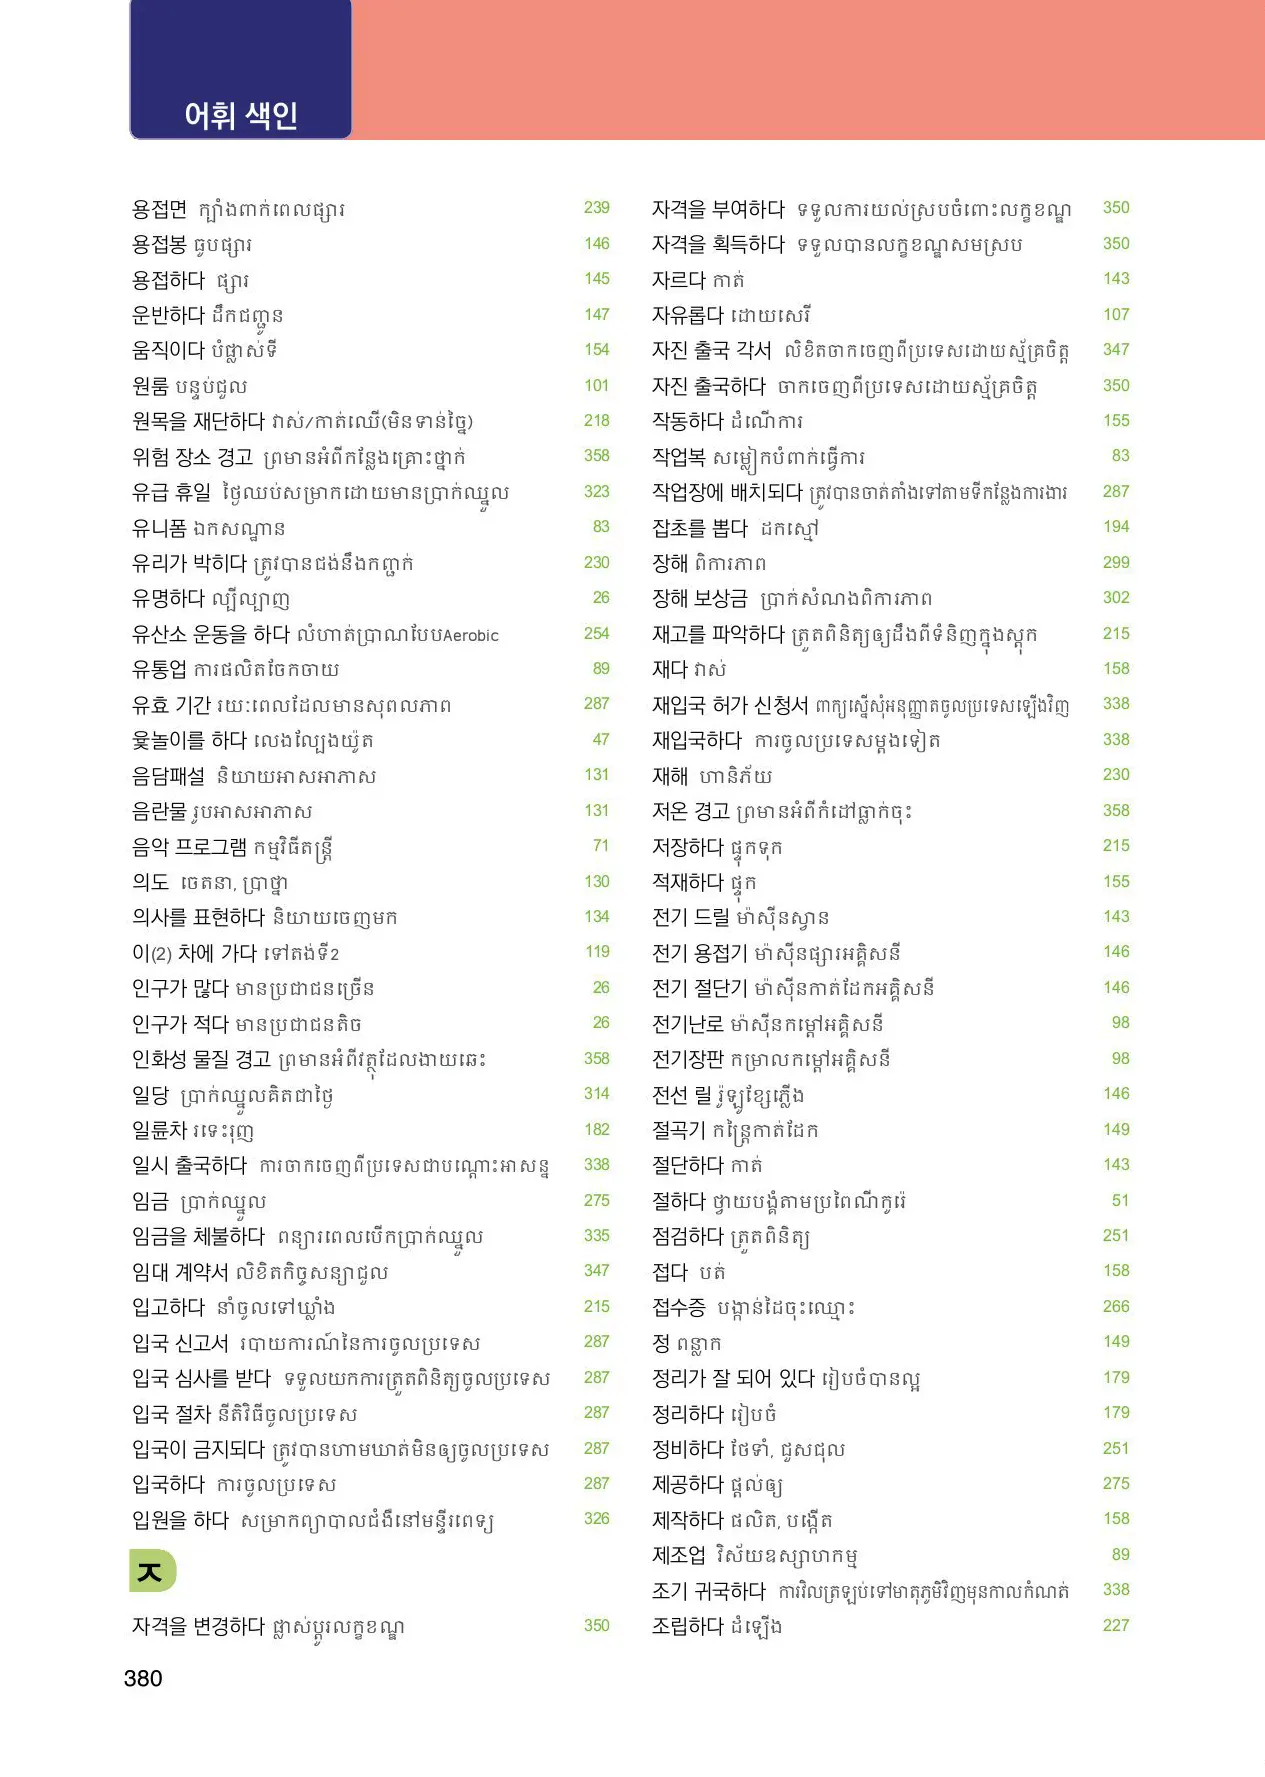 어휘 색인
용접면 ក្បាំងពាក់ពេលផ្សារ 239
용접봉 ធូបផ្សារ 146
용접하다 ផ្សារ 145
운반하다 ដឹកជញ្ជូន 147
움직이다 បំផ្លាស់ទី 154
원룸 បន្ទប់ជួល 101
원목을 재단하다 វាស់/កាត់ឈើ(មិនទាន់ច្នៃ) 218
위험 장소 경고 ព្រមានអំពីកន្លែងគ្រោះថ្នាក់ 358
유급 휴일 ថ្ងៃឈប់សម្រាកដោយមានប្រាក់ឈ្នួល 323
유니폼 ឯកសណ្ឋាន 83
유리가 박히다 ត្រូវបានជង់នឹងកញ្ជក់ 230
유명하다 ល្បីល្បាញ 26
유산소 운동을 하다 លំហាត់ប្រាណបែបAerobic 254
유통업 ការផលិតចែកចាយ 89
유효 기간 រយៈពេលដែលមានសុពលភាព 287
윷놀이를 하다 លេងល្បែងយ៉ូត 47
음담패설 និយាយអាសអាភាស 131
음란물 រូបអាសអាភាស 131
음악 프로그램 កម្មវិធីតន្ត្រី 71
의도 ចេតនា, ប្រាថ្នា 130
의사를 표현하다 និយាយចេញមក 134
이(2) 차에 가다 ទៅតង់ទី2 119
인구가 많다 មានប្រជាជនច្រើន 26
인구가 적다 មានប្រជាជនតិច 26
인화성 물질 경고 ព្រមានអំពីវត្ថុដែលងាយឆេះ 358
일당 ប្រាក់ឈ្នួលគិតជាថ្ងៃ 314
일륜차 រទេះរុញ 182
일시 출국하다 ការចាកចេញពីប្រទេសជាបណ្ដោះអាសន្ន 338
임금 ប្រាក់ឈ្នួល 275
임금을 체불하다 ពន្យារពេលបើកប្រាក់ឈ្នួល 335
임대 계약서 លិខិតកិច្ចសន្យាជួល 347
입고하다 នាំចូលទៅឃ្លាំង 215
입국 신고서 របាយការណ៍នៃការចូលប្រទេស 287
입국 심사를 받다 ទទួលយកការត្រួតពិនិត្យចូលប្រទេស 287
입국 절차 នីតិវិធីចូលប្រទេស 287
입국이 금지되다 ត្រូវបានហាមឃាត់មិនឲ្យចូលប្រទេស 287
입국하다 ការចូលប្រទេស 287
입원을 하다 សម្រាកព្យាបាលជំងឺនៅមន្ទីរពេទ្យ 326
ㅈ
자격을 변경하다 ផ្លាស់ប្ដូរលក្ខខណ្ឌ 350
자격을 부여하다 ទទួលការយល់ស្របចំពោះលក្ខខណ្ឌ 350
자격을 획득하다 ទទួលបានលក្ខខណ្ឌសមស្រប 350
자르다 កាត់ 143
자유롭다 ដោយសេរី 107
자진 출국 각서 លិខិតចាកចេញពីប្រទេសដោយស្ម័គ្រចិត្ត 347
자진 출국하다 ចាកចេញពីប្រទេសដោយស្ម័គ្រចិត្ត 350
작동하다 ដំណើការ 155
작업복 សម្លៀកបំពាក់ធ្វើការ 83
작업장에 배치되다 ត្រូវបានចាត់តាំងទៅតាមទីកន្លែងការងារ 287
잡초를 뽑다 ដកស្មៅ 194
장해 ពិការភាព 299
장해 보상금 ប្រាក់សំណងពិការភាព 302
재고를 파악하다 ត្រួតពិនិត្យឲ្យដឹងពីទំនិញក្នុងស្តុក 215
재다 វាស់ 158
재입국 허가 신청서 ពាក្យស្នើសុំអនុញ្ញាតចូលប្រទេសឡើងវិញ 338
재입국하다 ការចូលប្រទេសម្ដងទៀត 338
재해 ហានិភ័យ 230
저온 경고 ព្រមានអំពីកំដៅធ្លាក់ចុះ 358
저장하다 ផ្ទុកទុក 215
적재하다 ផ្ទុក 155
전기 드릴 ម៉ាស៊ីនស្វាន 143
전기 용접기 ម៉ាស៊ីនផ្សារអគ្គិសនី 146
전기 절단기 ម៉ាស៊ីនកាត់ដែកអគ្គិសនី 146
전기난로 ម៉ាស៊ីនកម្ដៅអគ្គិសនី 98
전기장판 កម្រាលកម្ដៅអគ្គិសនី 98
전선 릴 រ៉ូឡូខ្សែភ្លើង 146
절곡기 កន្ត្រៃកាត់ដែក 149
절단하다 កាត់ 143
절하다 ថ្វាយបង្គំតាមប្រពៃណីកូរ៉េ 51
점검하다 ត្រួតពិនិត្យ 251
접다 បត់ 158
접수증 បង្កាន់ដៃចុះឈ្មោះ 266
정 ពន្លាក 149
정리가 잘 되어 있다 រៀបចំបានល្អ 179
정리하다 រៀបចំ 179
정비하다 ថែទាំ, ជួសជុល 251
제공하다 ផ្ដល់ឲ្យ 275
제작하다 ផលិត, បង្កើត 158
제조업 វិស័យឧស្សាហកម្ម 89
조기 귀국하다 ការវិលត្រឡប់ទៅមាតុភូមិវិញមុនកាលកំណត់ 338
조립하다 ដំឡើង 227
380